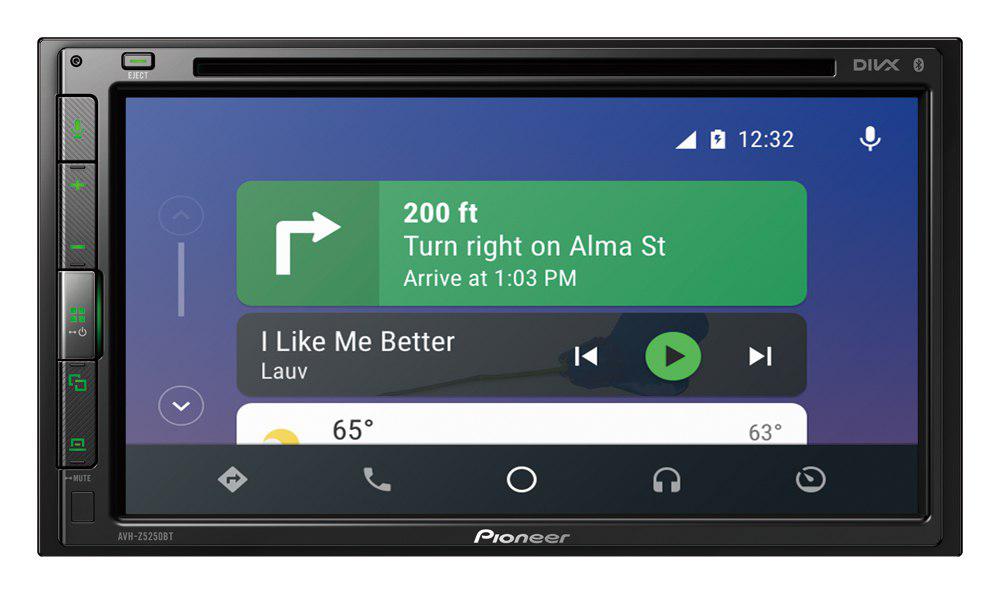 EJECT
DIVX
12:32
200 ft
Turn right on Alma St
Arrive at 1:03 PM
I Like Me Better
Lauv
65°
63°
MUTE
AVH-Z5250BT
Pioneer